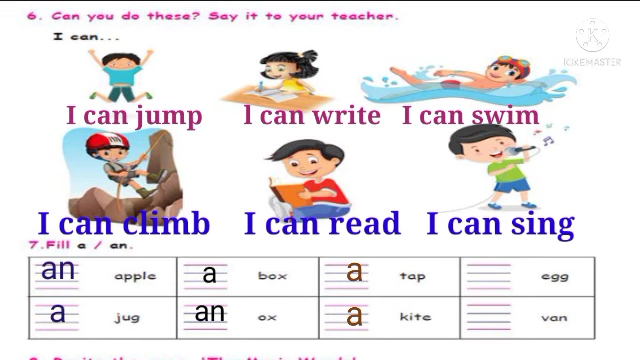 6. Can you do these? Say it to your teacher.
I can...
KINEMASTER
I can jump l can write I can swim
I can climb I can read I can sing
7.Fill a / an.
an apple a box a tap egg
a jug an ox a kite van